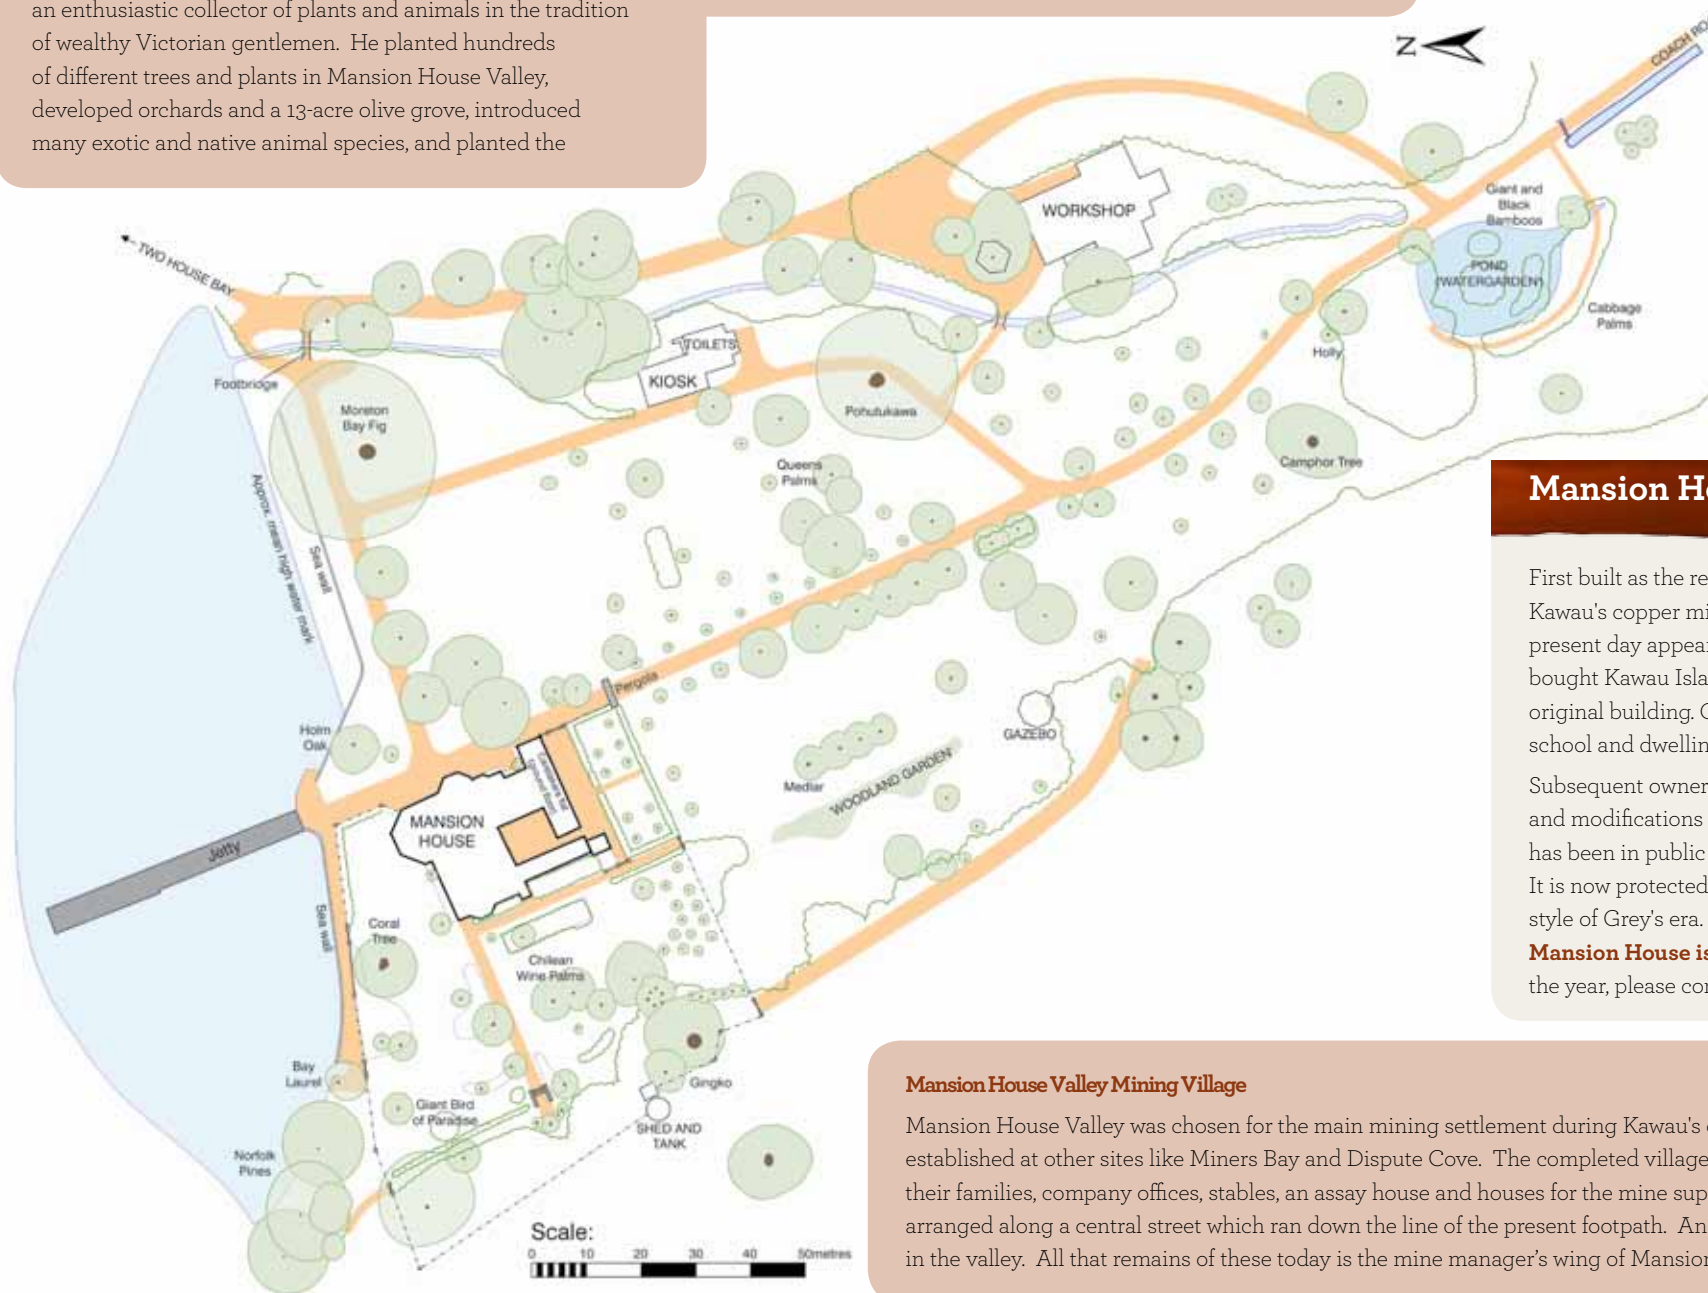 an enthusiastic collector of plants and animals in the tradition
of wealthy Victorian gentlemen. He planted hundreds
of different trees and plants in Mansion House Valley,
developed orchards and a 13-acre olive grove, introduced
many exotic and native animal species, and planted the
Z
COACH RO
TWO HOUSE BAY
WORKSHOP
Giant and
Black
Bamboos
POND
(WATERGARDEN)
Cabbage
Palms
Holly
TOILETS
KIOSK
Footbridge
Moreton
Bay Fig
Pohutukawa
Camphor Tree
Queens
Palms
Approx. mean high water mark
Sea wall
Pergola
Holm
Oak
GAZEBO
Medlar
WOODLAND GARDEN
MANSION
HOUSE
Jetty
Sea wall
Coral
Tree
Chilean
Wine Palms
Bay
Laurel
Giant Bird
of Paradise
Gingko
SHED AND
TANK
Norfolk
Pines
Scale:
0 10 20 30 40 50metres
Mansion H
First built as the re
Kawau's copper mi
present day appear
bought Kawau Isla
original building. G
school and dwellin
Subsequent owner
and modifications
has been in public
It is now protected
style of Grey's era.
Mansion House is
the year, please con
Mansion House Valley Mining Village
Mansion House Valley was chosen for the main mining settlement during Kawau's
established at other sites like Miners Bay and Dispute Cove. The completed village
their families, company offices, stables, an assay house and houses for the mine sup
arranged along a central street which ran down the line of the present footpath. An
in the valley. All that remains of these today is the mine manager's wing of Mansion